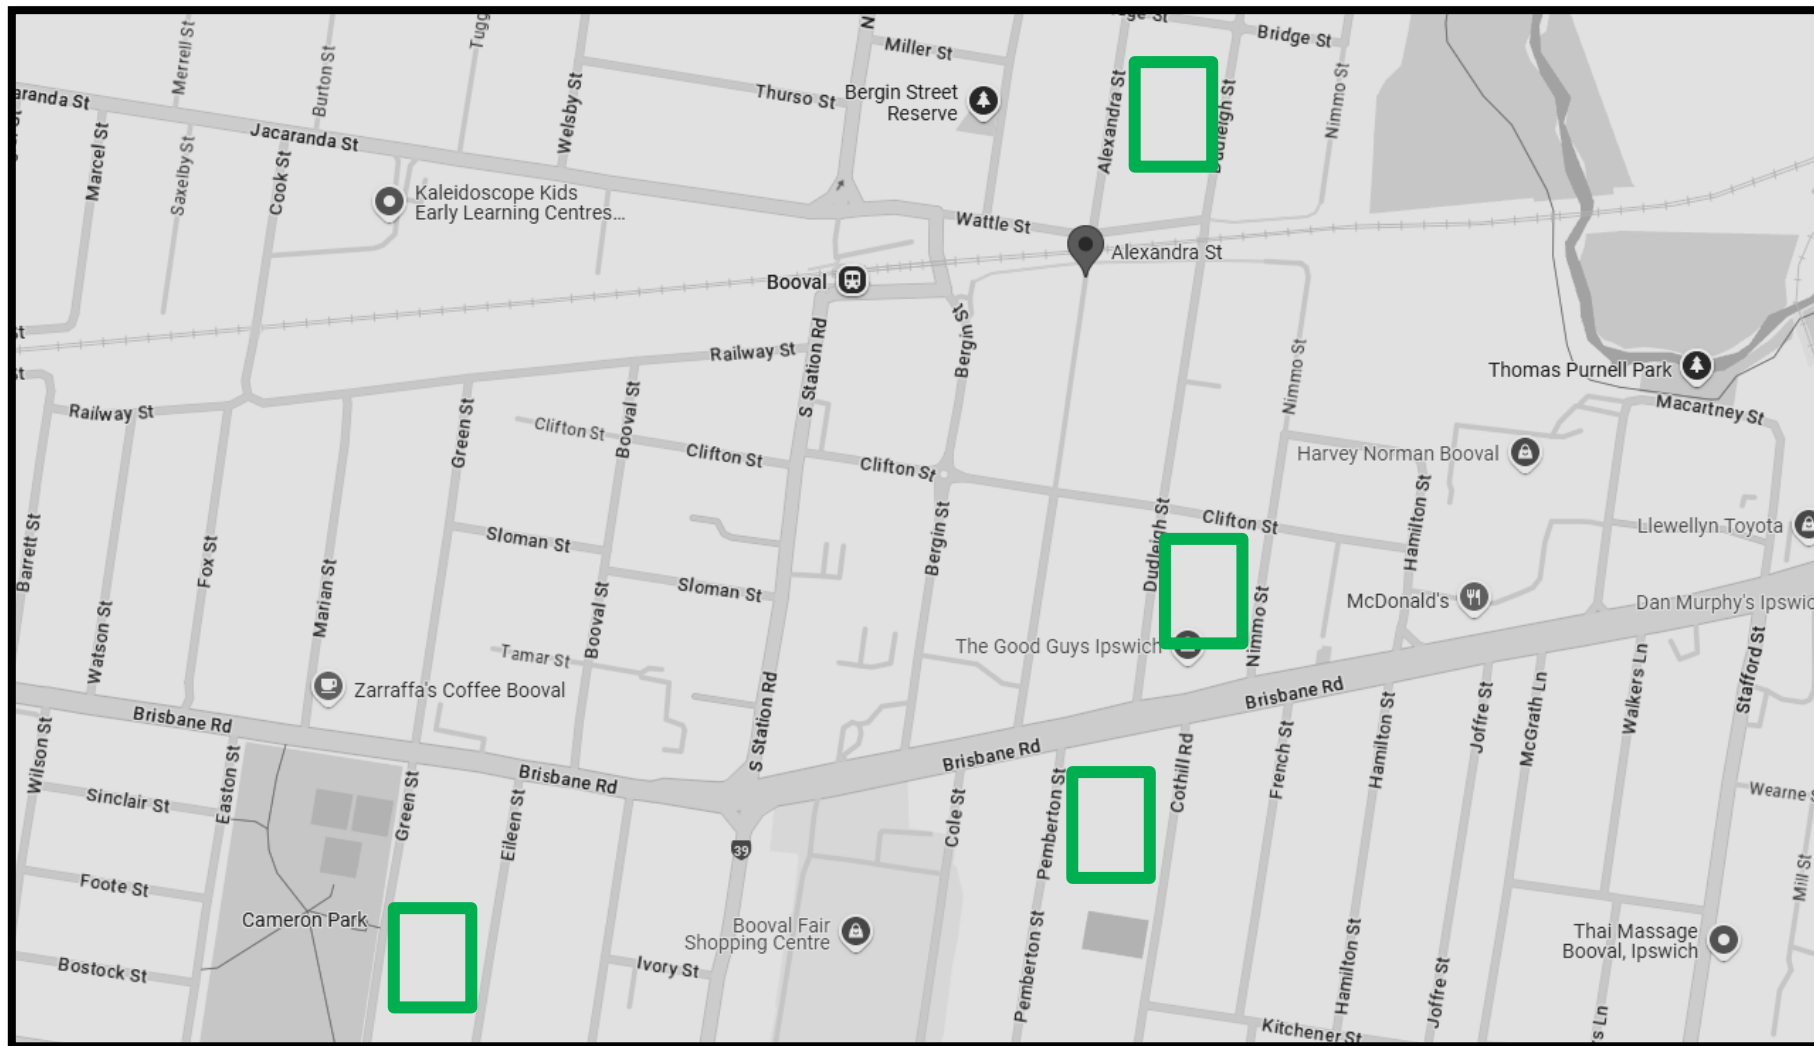 Bridge St
Miller St
Thurso St
Bergin Street
Reserve
Alexandra St
Dudleigh St
Nimmo St
Merrell St
Burton St
Welsby St
Jacaranda St
Marcel St
Saxelby St
Cook St
Kaleidoscope Kids
Early Learning Centres...
Wattle St
Alexandra St
Booval
Bergin St
Railway St
S Station Rd
Nimmo St
Thomas Purnell Park
Macartney St
Railway St
Green St
Booval St
Clifton St
Clifton St
Clifton St
Harvey Norman Booval
Hamilton St
Dudleigh St
Clifton St
Llewellyn Toyota
Barrett St
Fox St
Marian St
Sloman St
Sloman St
Bergin St
Watson St
Booval St
Tamar St
McDonald's
The Good Guys Ipswich
Nimmo St
Zarraffa's Coffee Booval
Brisbane Rd
Brisbane Rd
Brisbane Rd
Brisbane Rd
S Station Rd
Joffre St
McGrath Ln
Walkers Ln
Stafford St
Wilson St
Easton St
Sinclair St
Green St
Eileen St
Cole St
Pemberton St
Cothill Rd
French St
Hamilton St
39
Foote St
Cameron Park
Bostock St
Booval Fair
Shopping Centre
Ivory St
Pemberton St
Hamilton St
Joffre St
Kitchener St
Thai Massage
Booval, Ipswich
Mill St